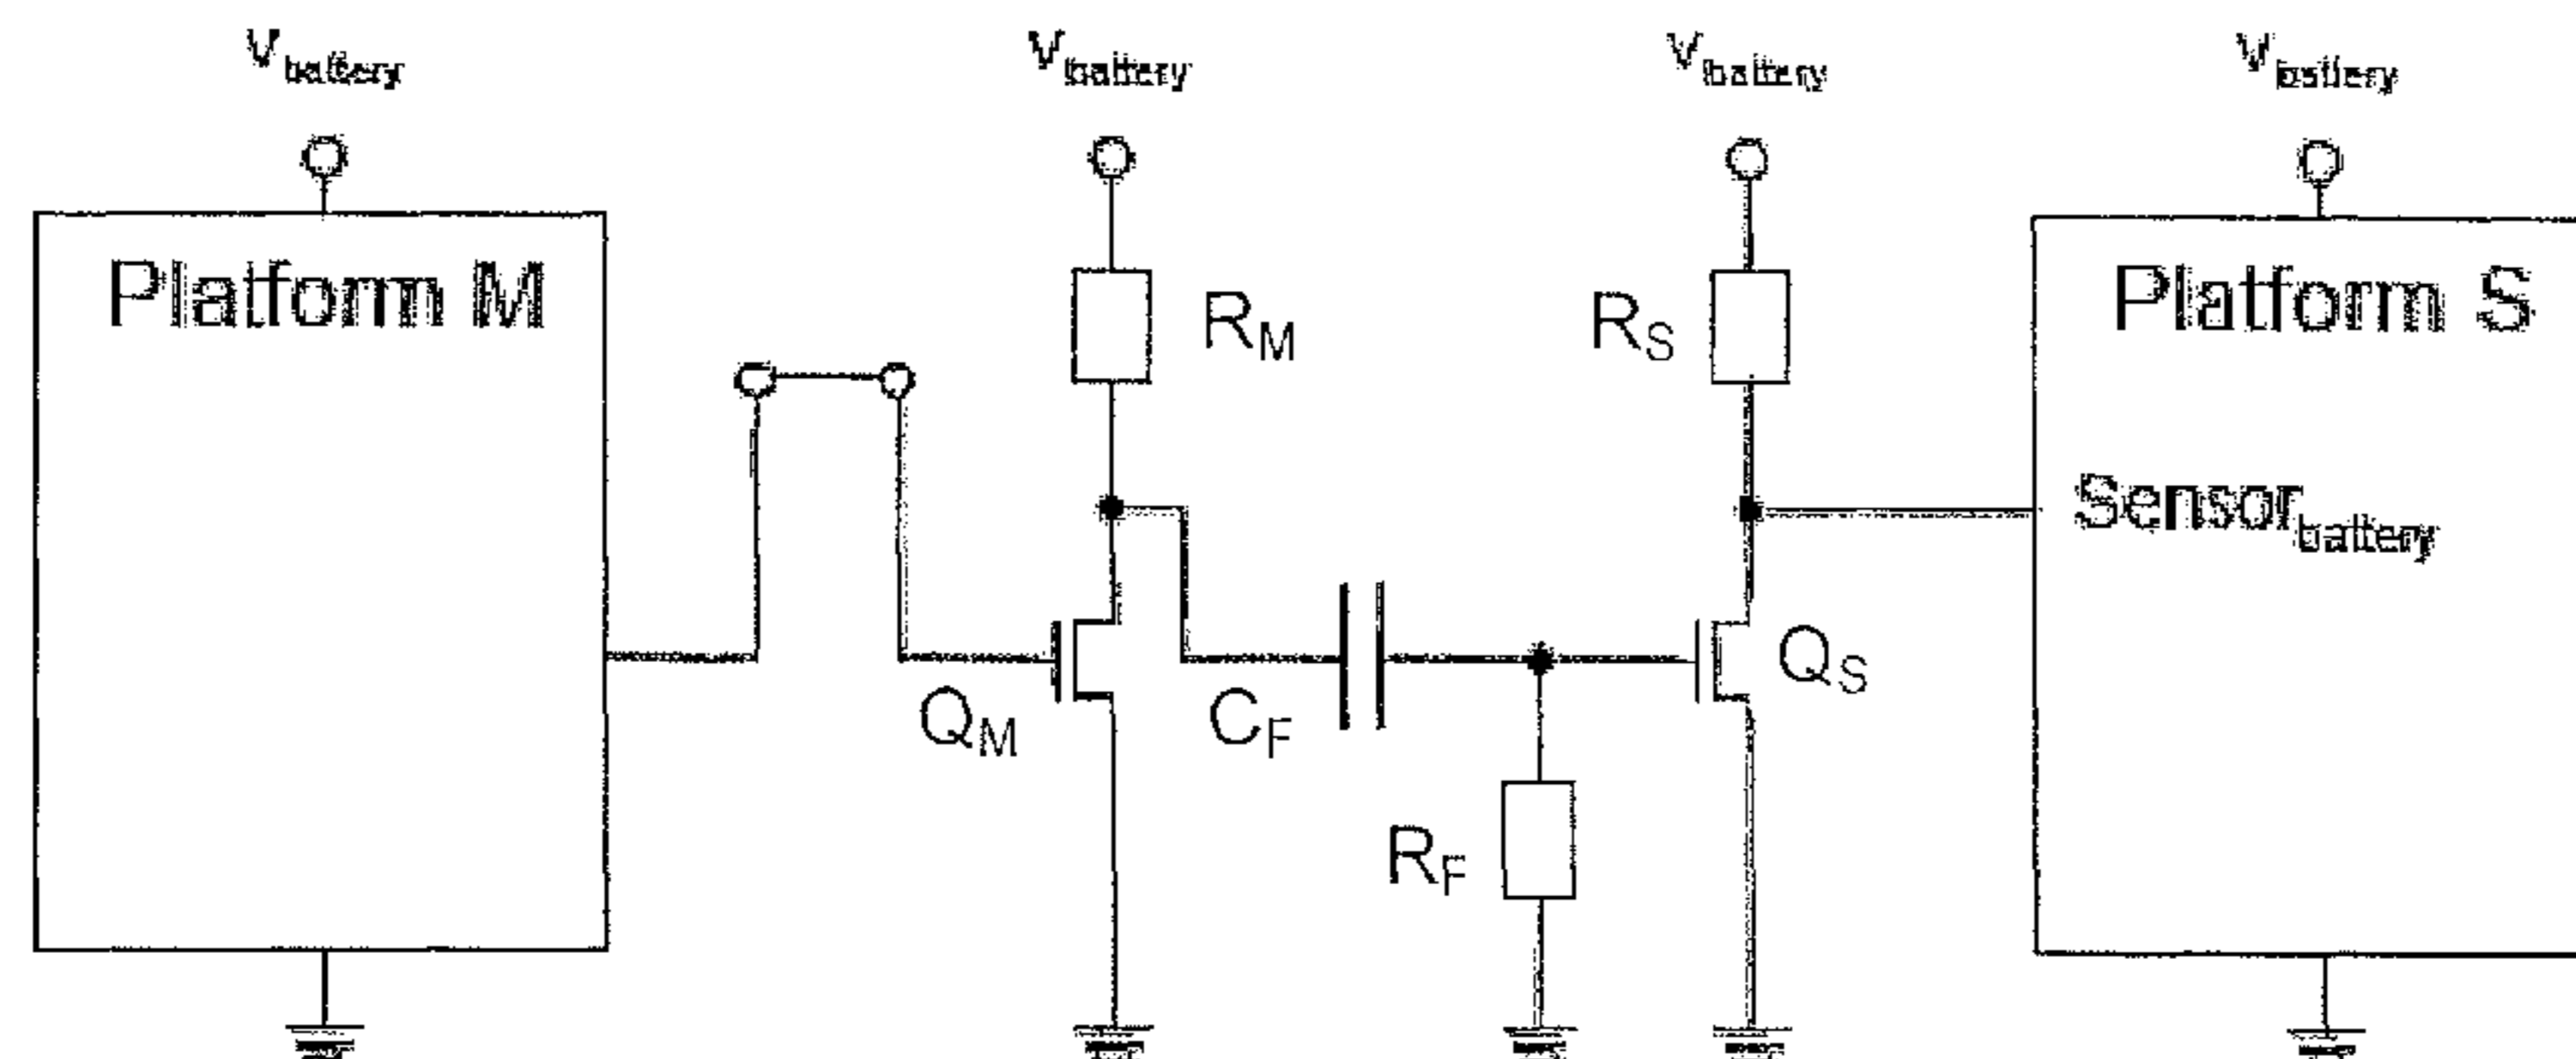 Vbattery
Vbattery
Vbattery
Vbattery
Platform M
RM
RS
Platform S
Sensorbattery
QM
CF
QS
RF